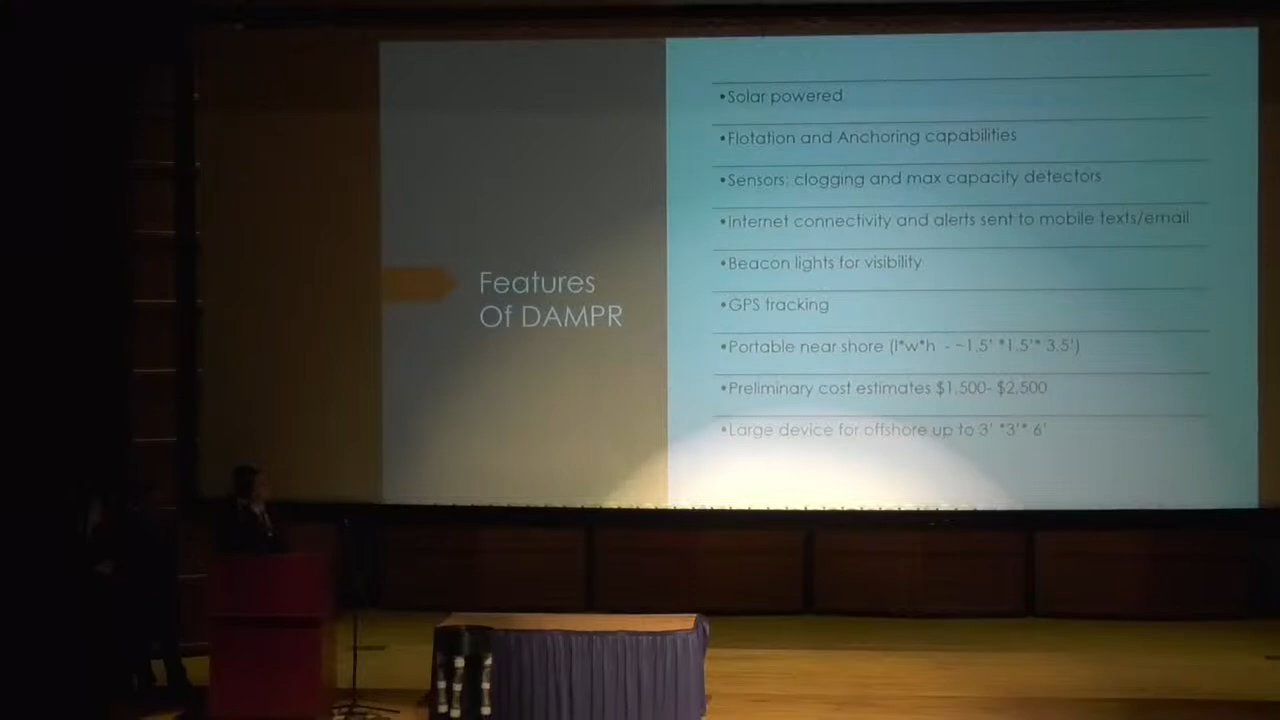 Features
Of DAMPR
•Solar powered
•Flotation and Anchoring capabilities
•Sensors: clogging and max capacity detectors
•Internet connectivity and alerts sent to mobile texts/email
•Beacon lights for visibility
•GPS tracking
•Portable near shore (l*w*h - ~1.5' *1.5'* 3.5')
•Preliminary cost estimates $1,500- $2,500
•Large device for offshore up to 3' *3'* 6'